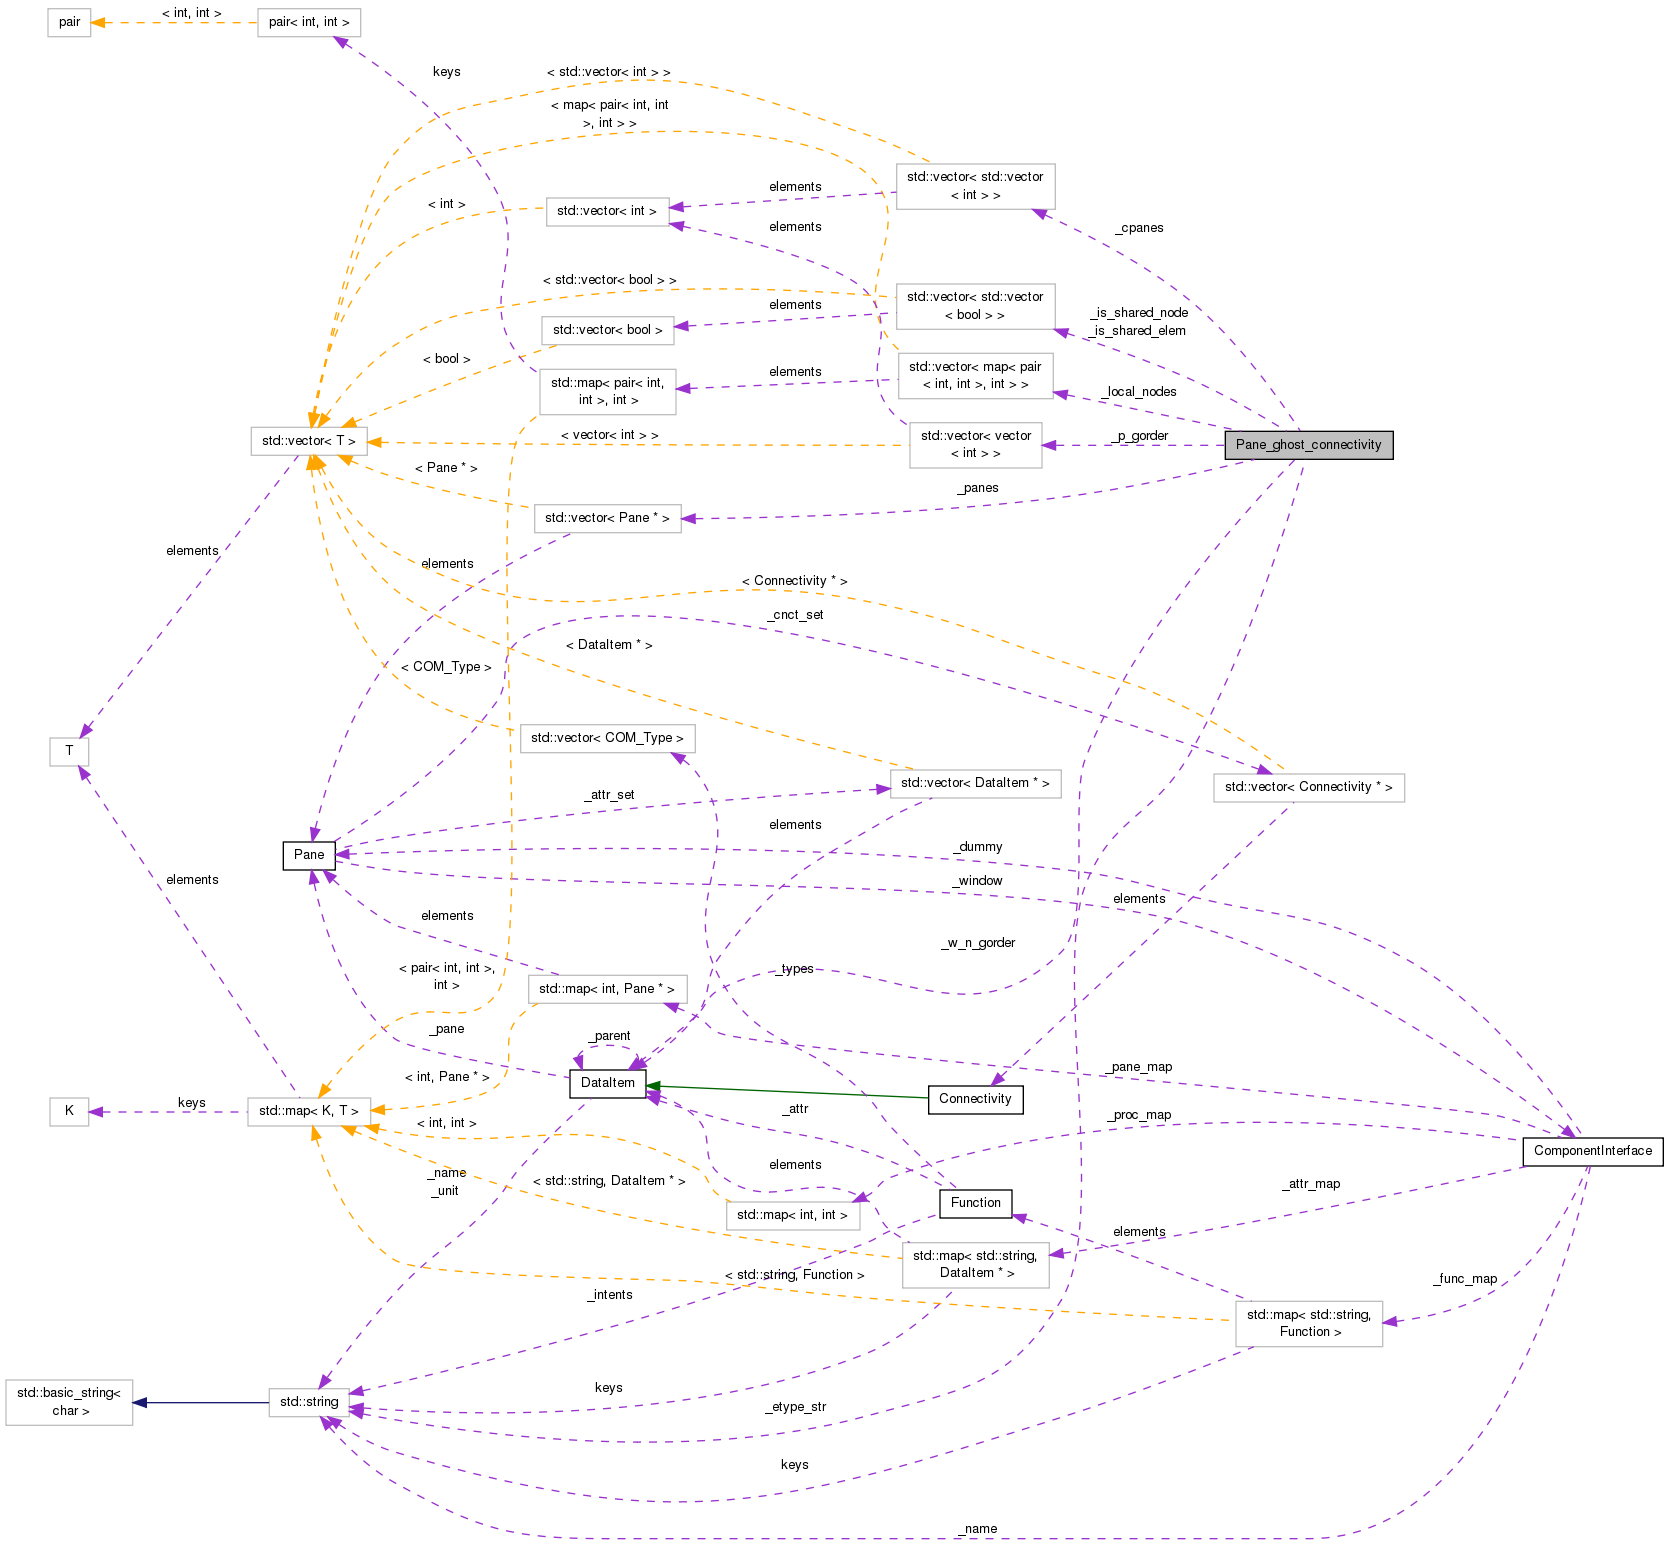 pair
< int, int >
pair< int, int >
keys
< std::vector< int > >
< map< pair< int, int
>, int > >
std::vector< std::vector
< int > >
elements
< int >
std::vector< int >
elements
_cpanes
< std::vector< bool > >
std::vector< std::vector
< bool > >
elements
_is_shared_node
_is_shared_elem
std::vector< bool >
< bool >
std::vector< map< pair
< int, int >, int > >
elements
std::map< pair< int,
int >, int >
_local_nodes
std::vector< T >
< vector< int > >
std::vector< vector
< int > >
_p_gorder
Pane_ghost_connectivity
< Pane * >
_panes
std::vector< Pane * >
elements
elements
< Connectivity * >
_cnct_set
< DataItem * >
< COM_Type >
std::vector< COM_Type >
T
std::vector< DataItem * >
std::vector< Connectivity * >
_attr_set
elements
Pane
_dummy
_window
elements
elements
elements
_w_n_gorder
< pair< int, int >,
int >
_types
std::map< int, Pane * >
_pane
_parent
_pane_map
< int, Pane * >
DataItem
Connectivity
K
keys
std::map< K, T >
< int, int >
_attr
_proc_map
ComponentInterface
elements
_name
_unit
< std::string, DataItem * >
_attr_map
Function
std::map< int, int >
elements
std::map< std::string,
DataItem * >
< std::string, Function >
_func_map
_intents
std::map< std::string,
Function >
std::basic_string<
char >
std::string
keys
_etype_str
keys
_name